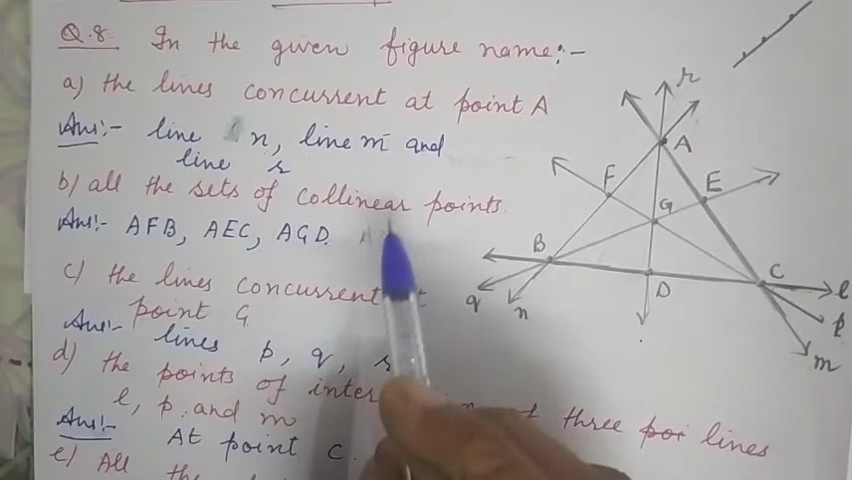 Q.8. In the given figure name:-
a) the lines concurrent at point A
Ans:- line n, line m and
line r
b) all the sets of collinear points.
Ans:- AFB, AEC, AGD.
c) the lines concurrent
point G
Ans:- lines p, q, r
d) the points of three lines
l, p and m
Ans:- At point C.
e) All the
r
A
F
E
G
B
D
C
q
n
l
p
m